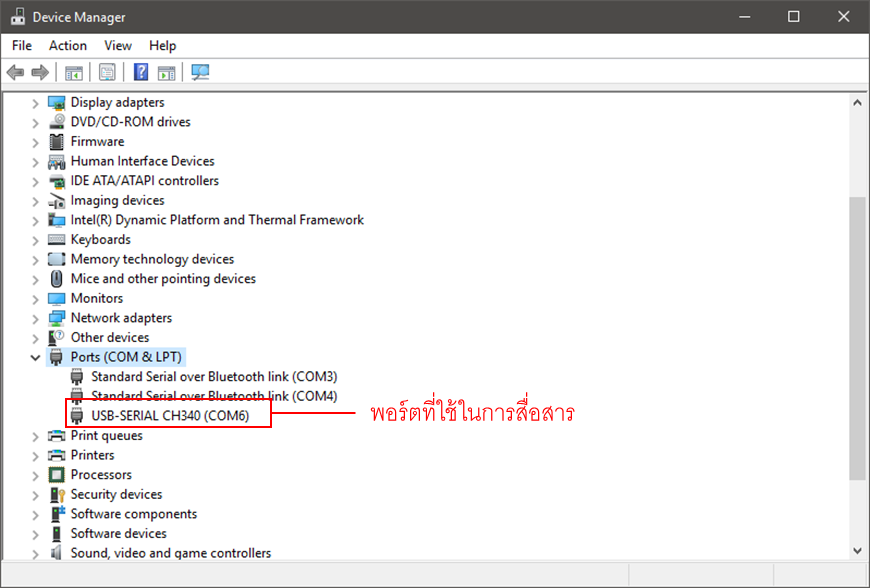 Device Manager
File Action View Help
Display adapters
DVD/CD-ROM drives
Firmware
Human Interface Devices
IDE ATA/ATAPI controllers
Imaging devices
Intel(R) Dynamic Platform and Thermal Framework
Keyboards
Memory technology devices
Mice and other pointing devices
Monitors
Network adapters
Other devices
Ports (COM & LPT)
Standard Serial over Bluetooth link (COM3)
Standard Serial over Bluetooth link (COM4)
USB-SERIAL CH340 (COM6)
พอร์ตที่ใช้ในการสื่อสาร
Print queues
Printers
Processors
Security devices
Software components
Software devices
Sound, video and game controllers